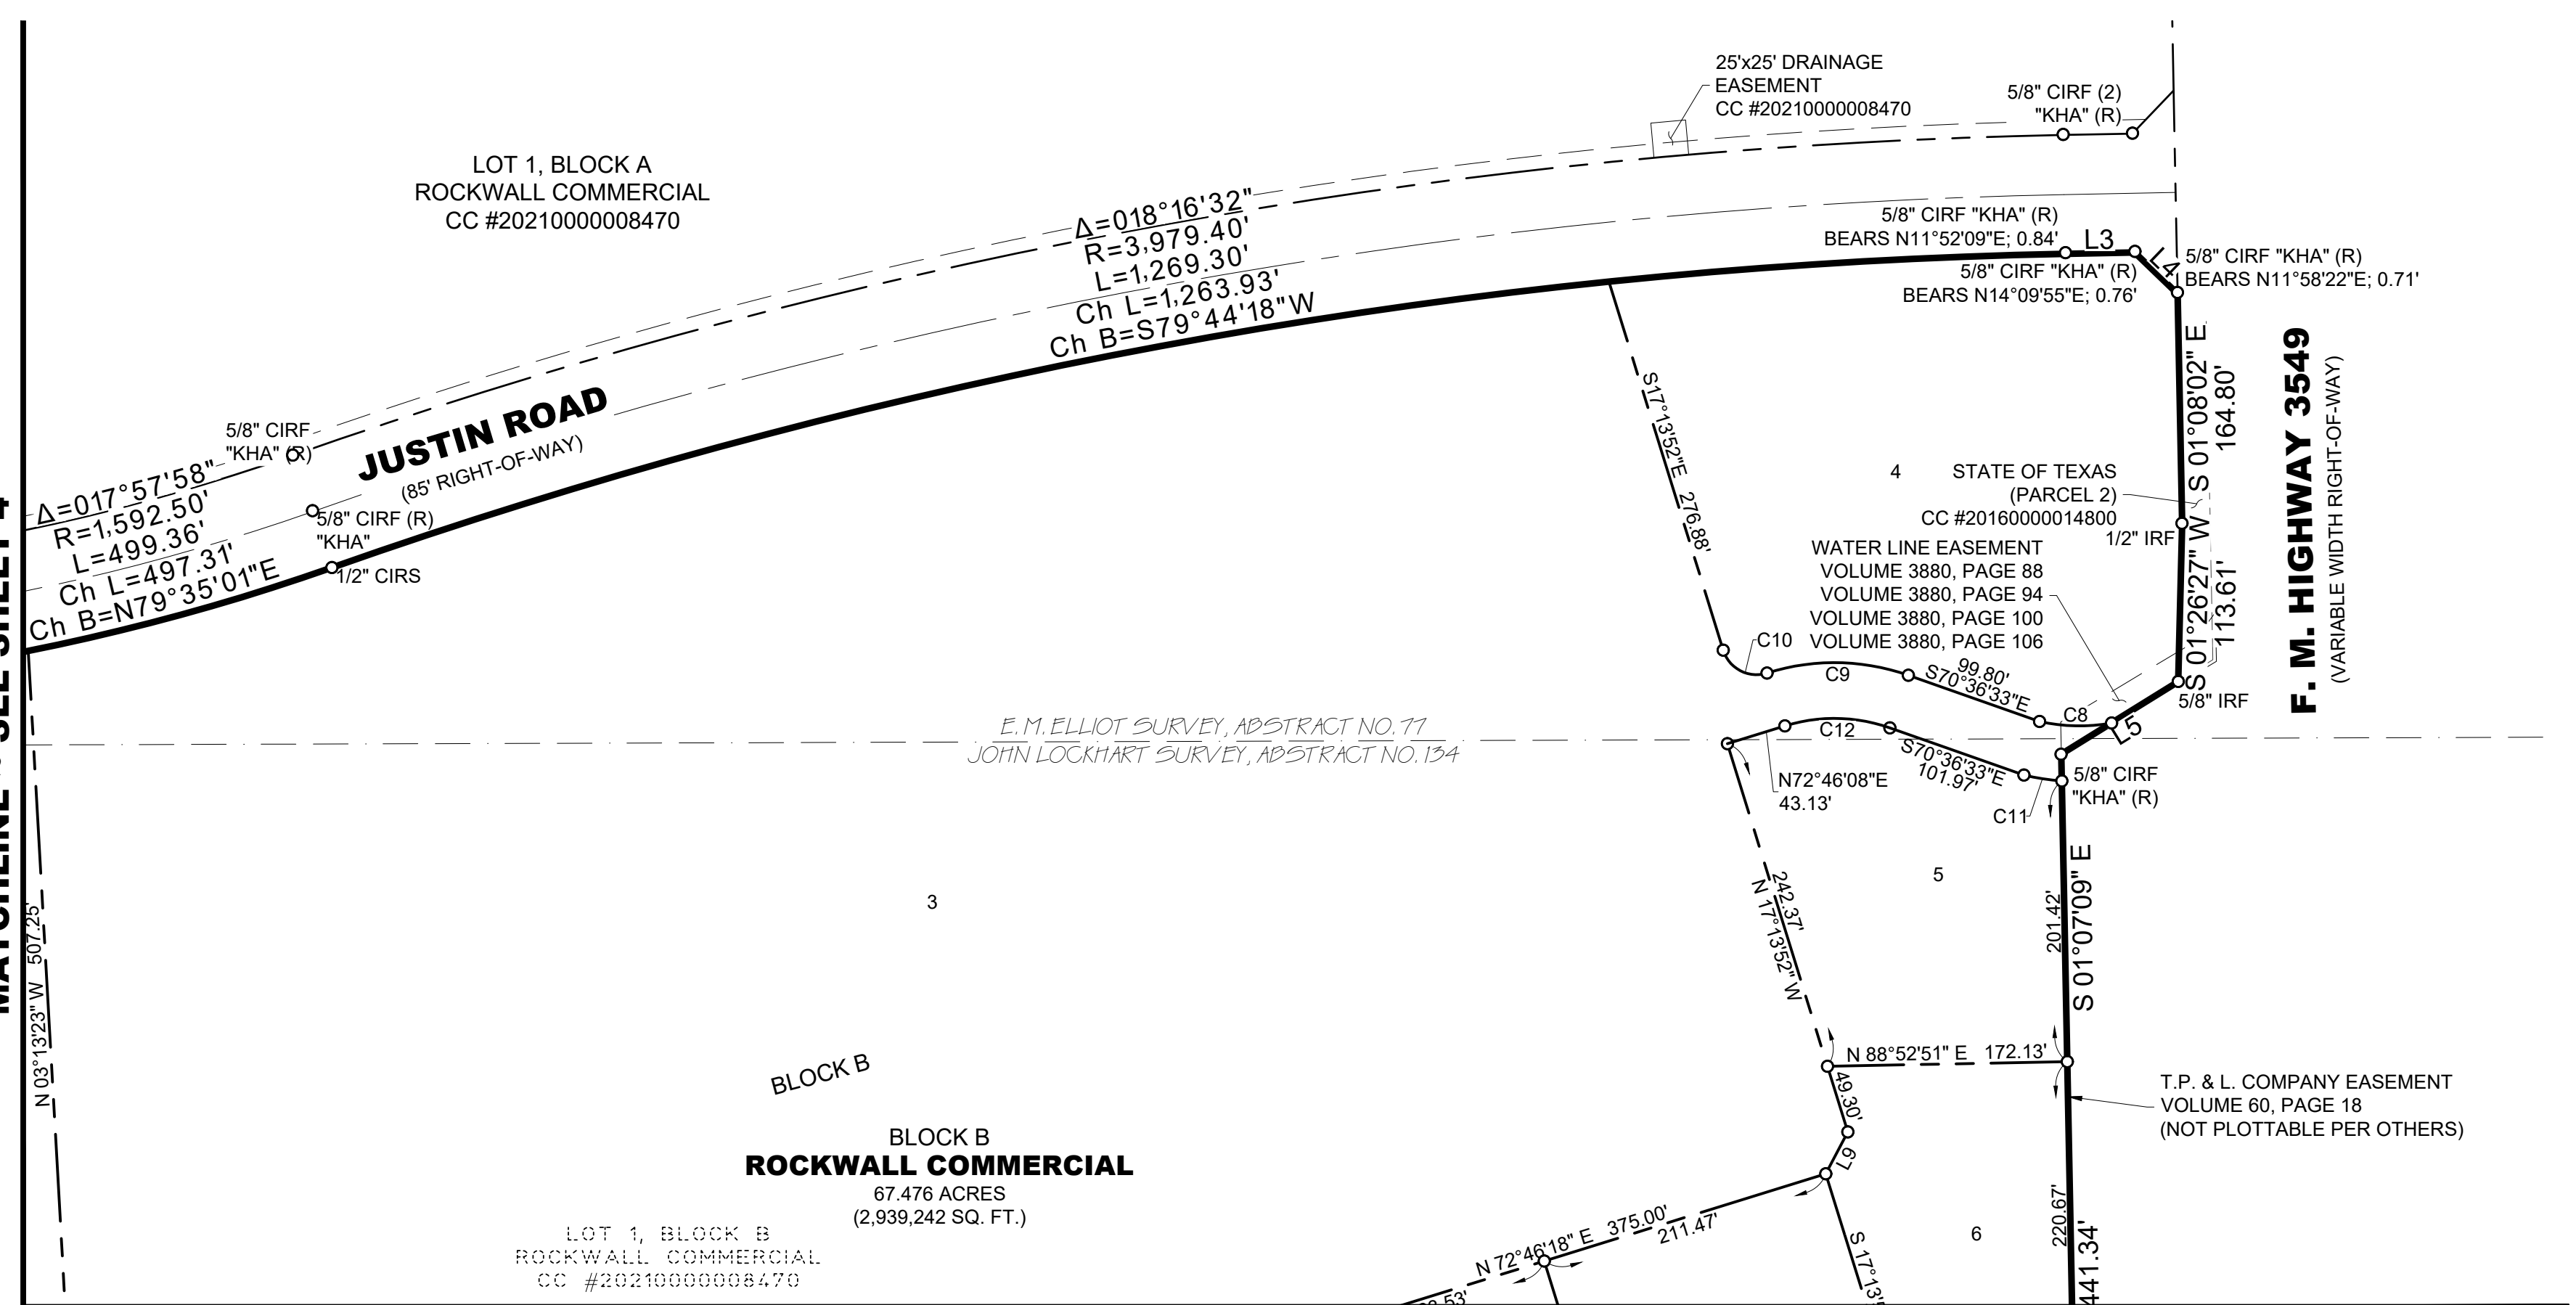 25'x25' DRAINAGE
EASEMENT
CC #20210000008470
5/8" CIRF (2)
"KHA" (R)
LOT 1, BLOCK A
ROCKWALL COMMERCIAL
CC #20210000008470
Δ=018°16'32"
R=3,979.40'
L=1,269.30'
Ch L=1,263.93'
Ch B=S79°44'18"W
5/8" CIRF "KHA" (R)
BEARS N11°52'09"E; 0.84'
L3
L4
5/8" CIRF "KHA" (R)
BEARS N14°09'55"E; 0.76'
5/8" CIRF "KHA" (R)
BEARS N11°58'22"E; 0.71'
S 01°08'02" E
164.80'
F. M. HIGHWAY 3549
(VARIABLE WIDTH RIGHT-OF-WAY)
JUSTIN ROAD
(85' RIGHT-OF-WAY)
5/8" CIRF
"KHA" (R)
Δ=017°57'58"
R=1,592.50'
L=499.36'
Ch L=497.31'
Ch B=N79°35'01"E
5/8" CIRF (R)
"KHA"
1/2" CIRS
S17°13'52"E 276.88'
4
STATE OF TEXAS
(PARCEL 2)
CC #20160000014800
1/2" IRF
WATER LINE EASEMENT
VOLUME 3880, PAGE 88
VOLUME 3880, PAGE 94
VOLUME 3880, PAGE 100
VOLUME 3880, PAGE 106
S 01°26'27" W
113.61'
5/8" IRF
C10
C9
99.80'
S70°36'33"E
C8
L5
E. M. ELLIOT SURVEY, ABSTRACT NO. 77
JOHN LOCKHART SURVEY, ABSTRACT NO. 134
C12
S70°36'33"E
101.97'
N72°46'08"E
43.13'
C11
5/8" CIRF
"KHA" (R)
3
5
242.37'
N 17°13'52" W
201.42'
S 01°07'09" E
N 03°13'23" W 507.25'
N 88°52'51" E 172.13'
49.30'
L9
T.P. & L. COMPANY EASEMENT
VOLUME 60, PAGE 18
(NOT PLOTTABLE PER OTHERS)
BLOCK B
BLOCK B
ROCKWALL COMMERCIAL
67.476 ACRES
(2,939,242 SQ. FT.)
LOT 1, BLOCK B
ROCKWALL COMMERCIAL
CC #20210000008470
N 72°46'18" E 375.00'
211.47'
6
220.67'
441.34'
S 17°13'